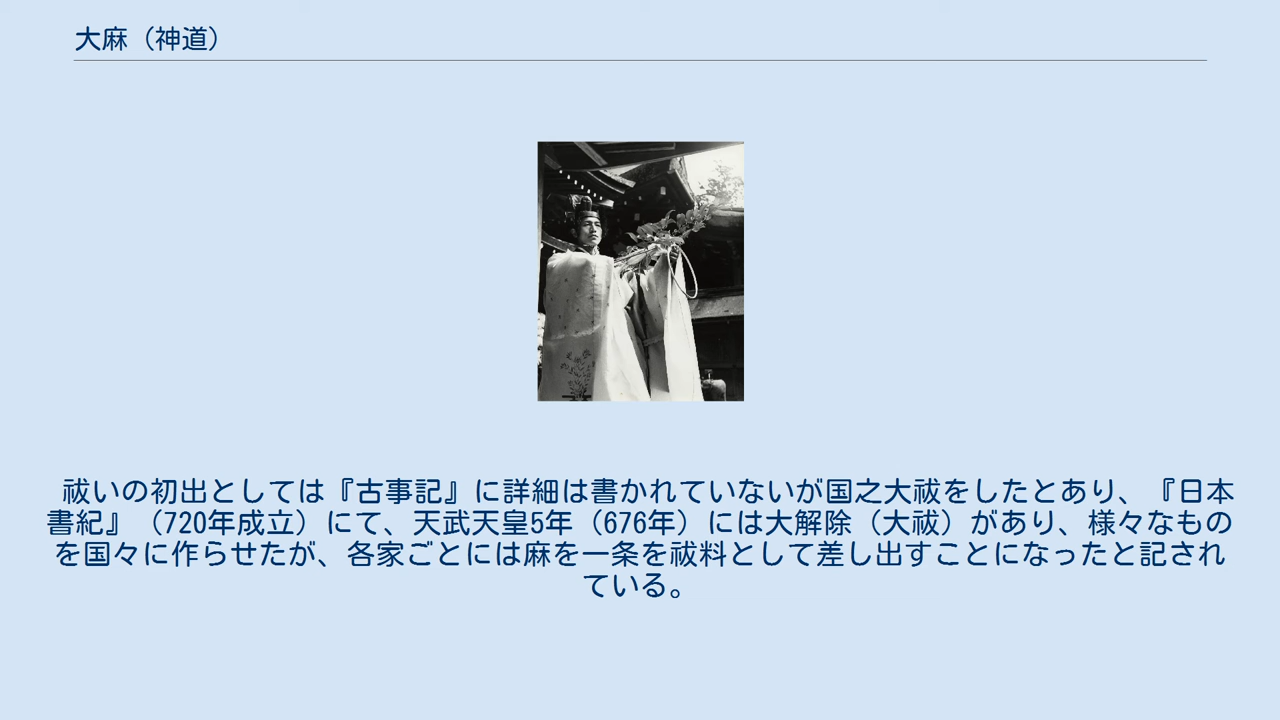 大麻（神道）
祓いの初出としては『古事記』に詳細は書かれていないが国之大祓をしたとあり、『日本
書紀』（720年成立）にて、天武天皇5年（676年）には大解除（大祓）があり、様々なもの
を国々に作らせたが、各家ごとには麻を一条を祓料として差し出すことになったと記され
ている。